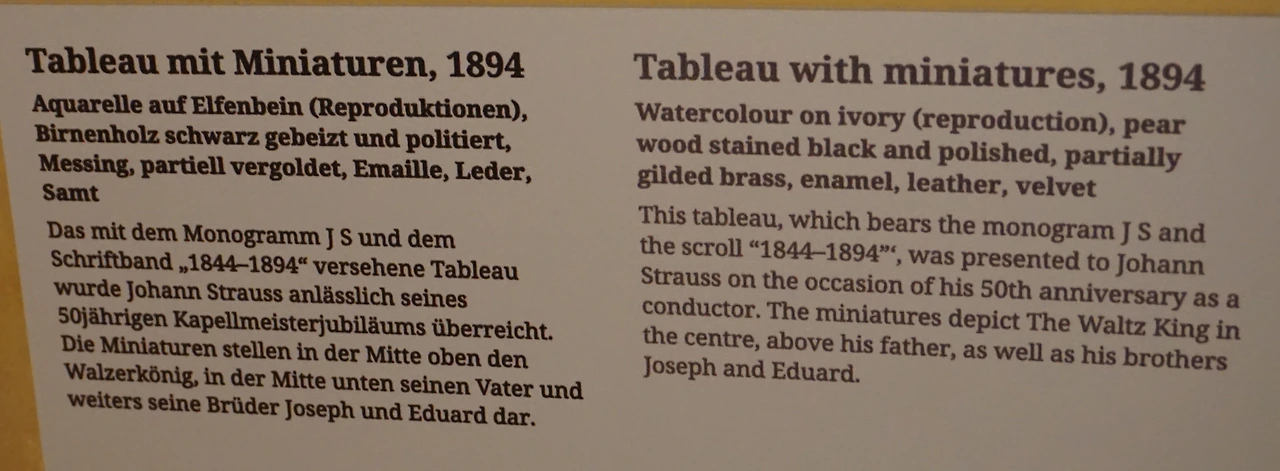 Tableau mit Miniaturen, 1894
Aquarelle auf Elfenbein (Reproduktionen),
Birnenholz schwarz gebeizt und politiert,
Messing, partiell vergoldet, Emaille, Leder,
Samt
Das mit dem Monogramm J S und dem
Schriftband „1844–1894“ versehene Tableau
wurde Johann Strauss anlässlich seines
50jährigen Kapellmeisterjubiläums überreicht.
Die Miniaturen stellen in der Mitte oben den
Walzerkönig, in der Mitte unten seinen Vater und
weiters seine Brüder Joseph und Eduard dar.
Tableau with miniatures, 1894
Watercolour on ivory (reproduction), pear
wood stained black and polished, partially
gilded brass, enamel, leather, velvet
This tableau, which bears the monogram J S and
the scroll “1844–1894”‘, was presented to Johann
Strauss on the occasion of his 50th anniversary as a
conductor. The miniatures depict The Waltz King in
the centre, above his father, as well as his brothers
Joseph and Eduard.